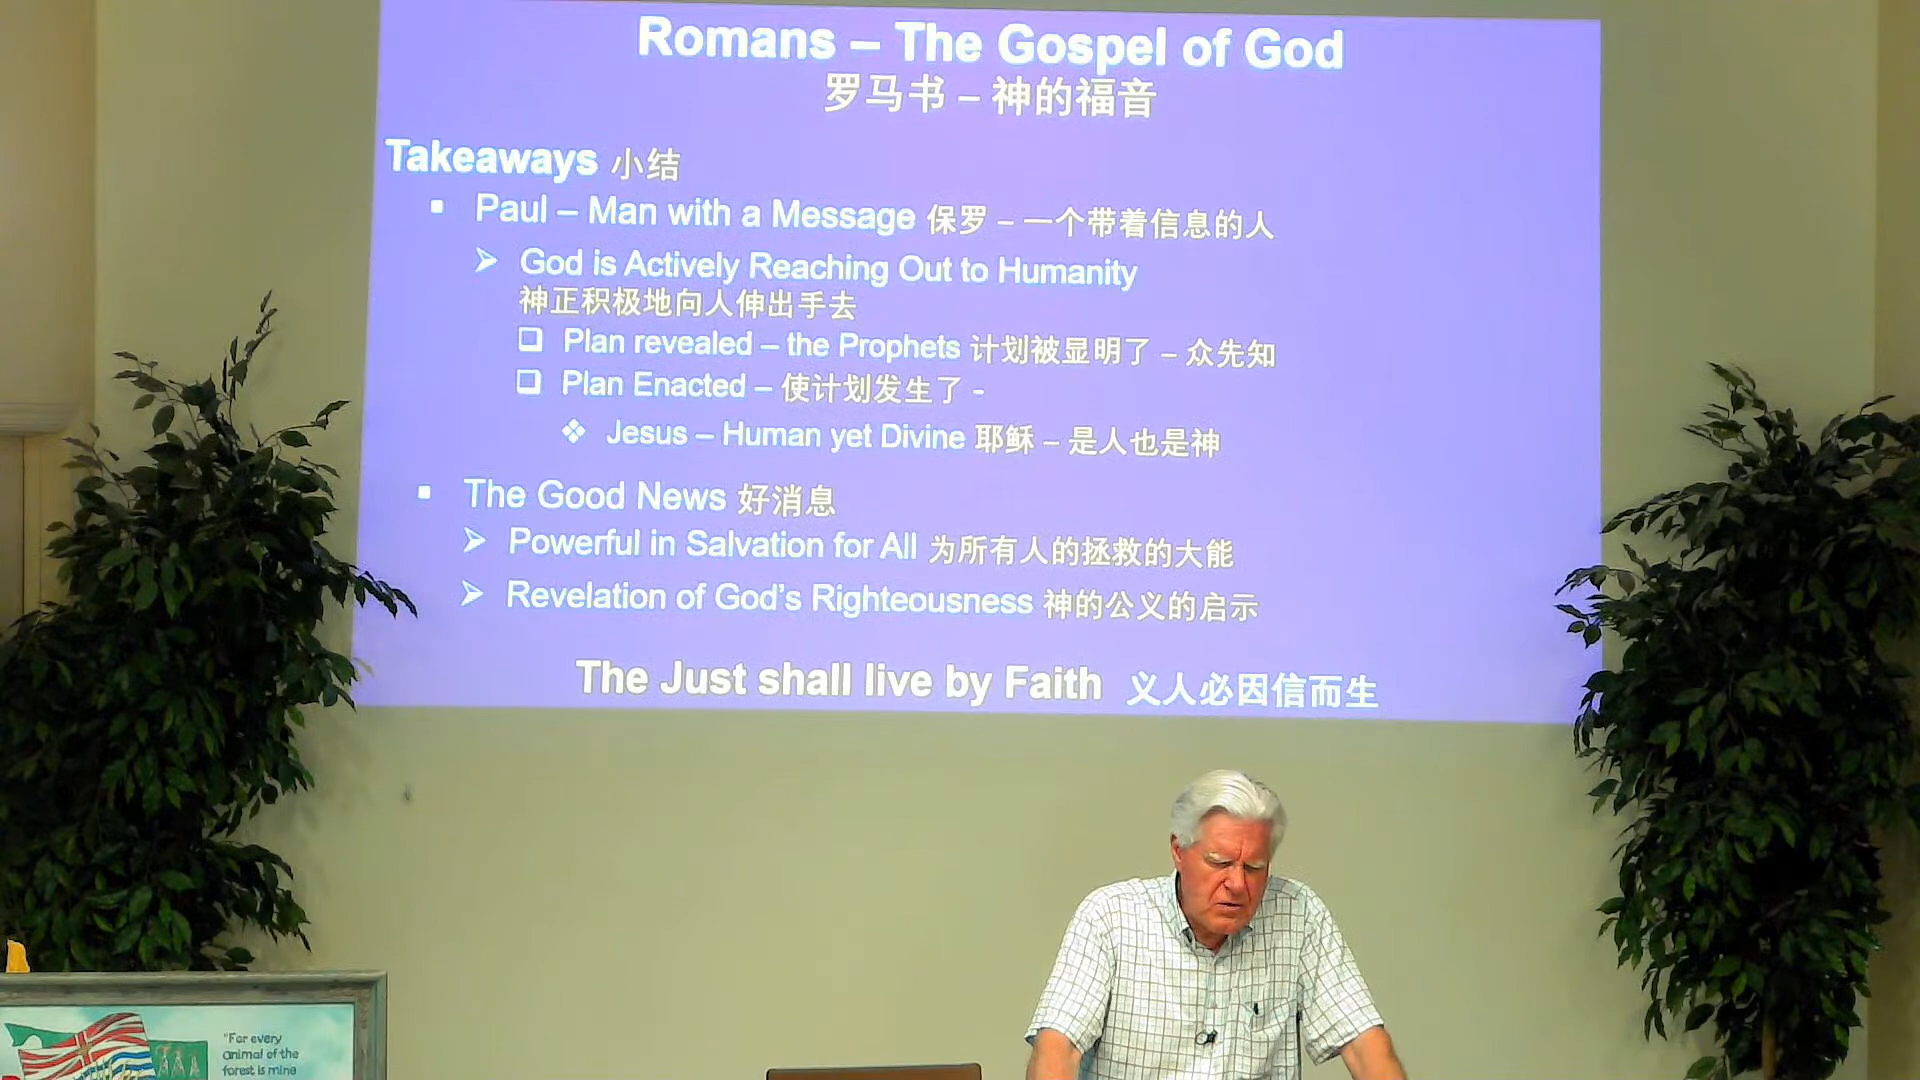 Romans – The Gospel of God
罗马书 – 神的福音
Takeaways 小结
▪ Paul – Man with a Message 保罗 – 一个带着信息的人
➢ God is Actively Reaching Out to Humanity
神正积极地向人伸出手去
❑ Plan revealed – the Prophets 计划被显明了 – 众先知
❑ Plan Enacted – 使计划发生了 -
❖ Jesus – Human yet Divine 耶稣 – 是人也是神
▪ The Good News 好消息
➢ Powerful in Salvation for All 为所有人的拯救的大能
➢ Revelation of God's Righteousness 神的公义的启示
The Just shall live by Faith 义人必因信而生
"For every
animal of the
forest is mine